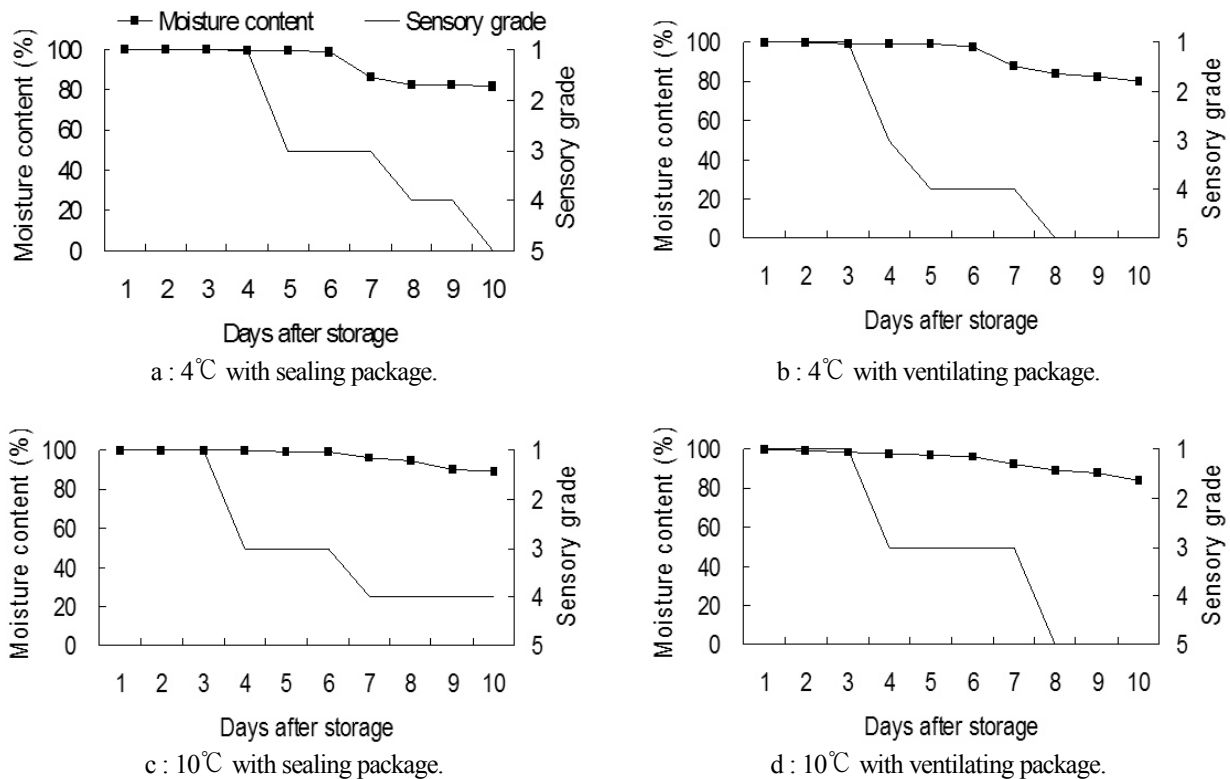 Moisture content
Sensory grade
Moisture content (%)
100
80
60
40
20
0
1
2
3
4
5
Sensory grade
1 2 3 4 5 6 7 8 9 10
Days after storage
a : 4℃ with sealing package.
Moisture content (%)
100
80
60
40
20
0
1
2
3
4
5
Sensory grade
1 2 3 4 5 6 7 8 9 10
Days after storage
b : 4℃ with ventilating package.
Moisture content (%)
100
80
60
40
20
0
1
2
3
4
5
Sensory grade
1 2 3 4 5 6 7 8 9 10
Days after storage
c : 10℃ with sealing package.
Moisture content (%)
100
80
60
40
20
0
1
2
3
4
5
Sensory grade
1 2 3 4 5 6 7 8 9 10
Days after storage
d : 10℃ with ventilating package.